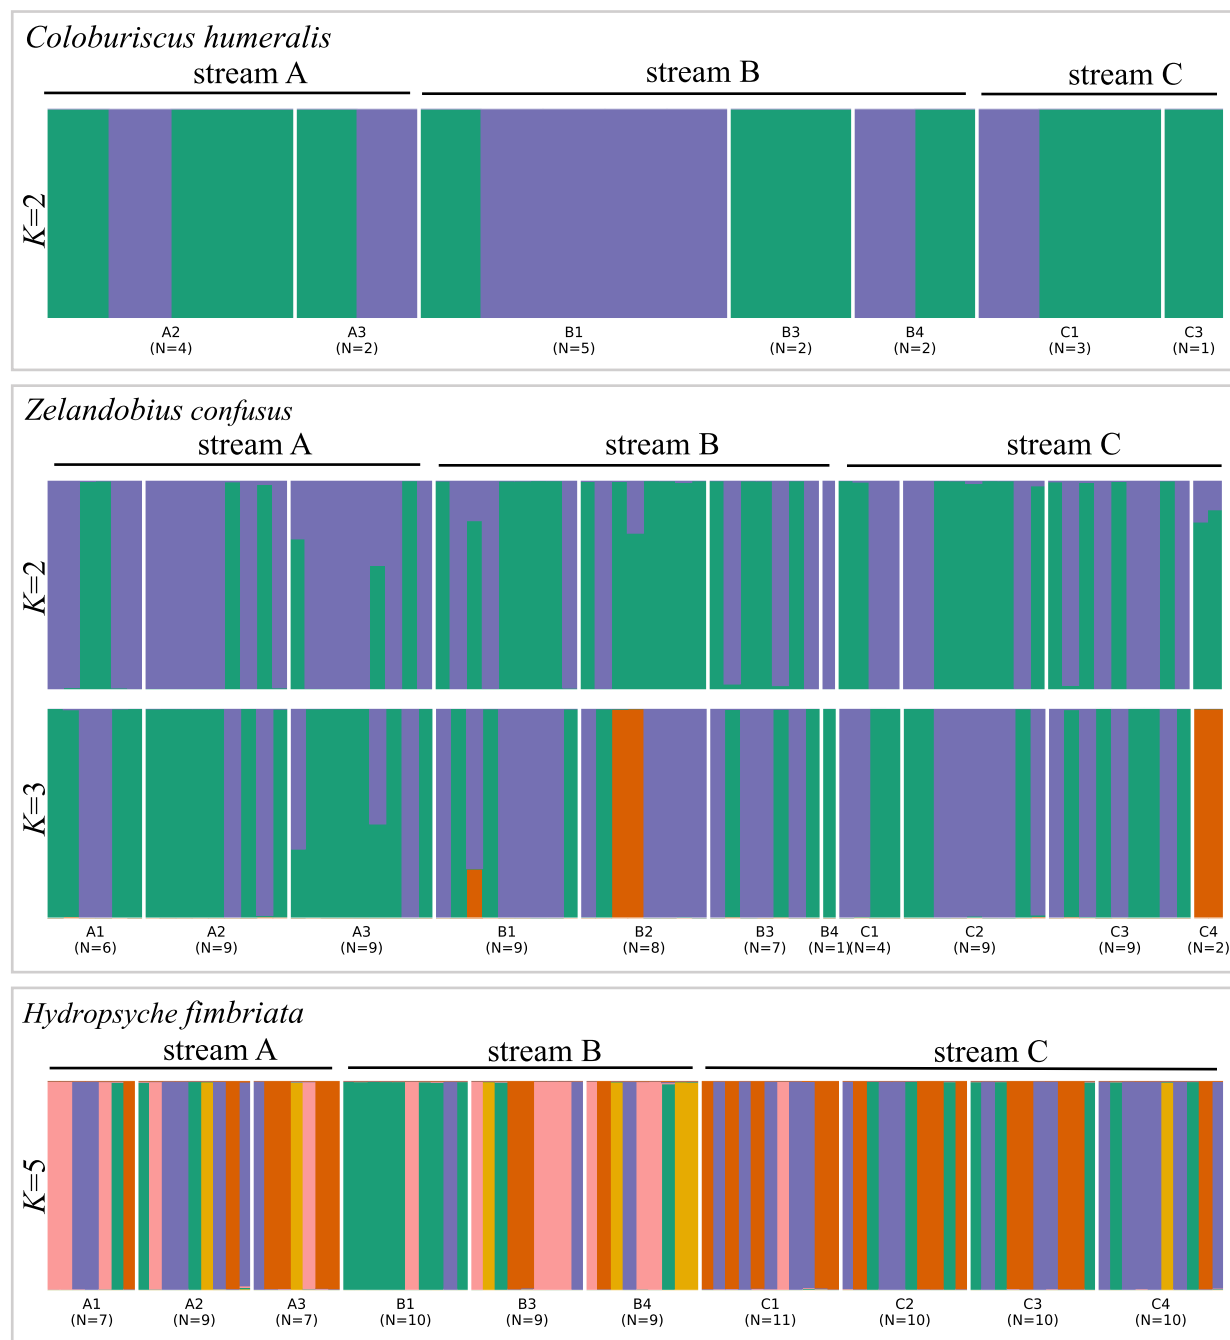 Coloburiscus humeralis
stream A
stream B
stream C
K=2
A2
(N=4)
A3
(N=2)
B1
(N=5)
B3
(N=2)
B4
(N=2)
C1
(N=3)
C3
(N=1)
Zelandobius confusus
stream A
stream B
stream C
K=2
K=3
A1
(N=6)
A2
(N=9)
A3
(N=9)
B1
(N=9)
B2
(N=8)
B3
(N=7)
B4
(N=1)
C1
(N=4)
C2
(N=9)
C3
(N=9)
C4
(N=2)
Hydropsyche fimbriata
stream A
stream B
stream C
K=5
A1
(N=7)
A2
(N=9)
A3
(N=7)
B1
(N=10)
B3
(N=9)
B4
(N=9)
C1
(N=11)
C2
(N=10)
C3
(N=10)
C4
(N=10)